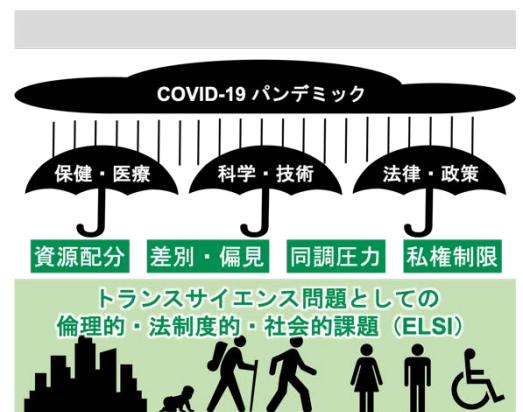 COVID-19 パンデミック
保健・医療
科学・技術
法律・政策
資源配分
差別・偏見
同調圧力
私権制限
トランスサイエンス問題としての
倫理的・法制度的・社会的課題（ELSI）